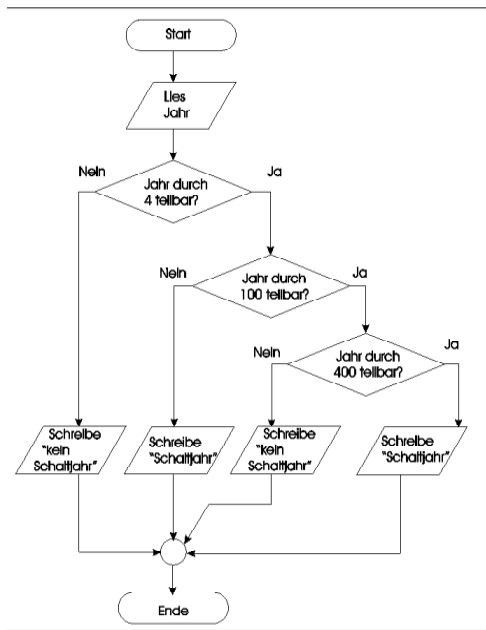 Start
Lies
Jahr
Nein
Ja
Jahr durch
4 teilbar?
Nein
Ja
Jahr durch
100 teilbar?
Nein
Ja
Jahr durch
400 teilbar?
Schreibe
"kein
Schaltjahr"
Schreibe
"Schaltjahr"
Schreibe
"kein
Schaltjahr"
Schreibe
"Schaltjahr"
Ende